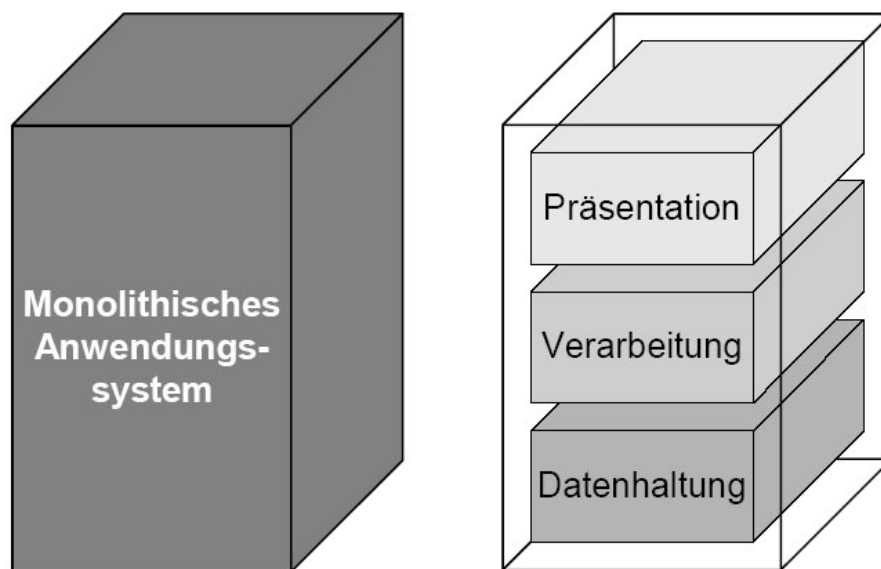 Monolithisches
Anwendungs-
system
Präsentation
Verarbeitung
Datenhaltung